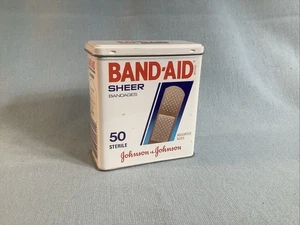 BAND-AID
SHEER
BANDAGES
50
STERILE
Johnson & Johnson